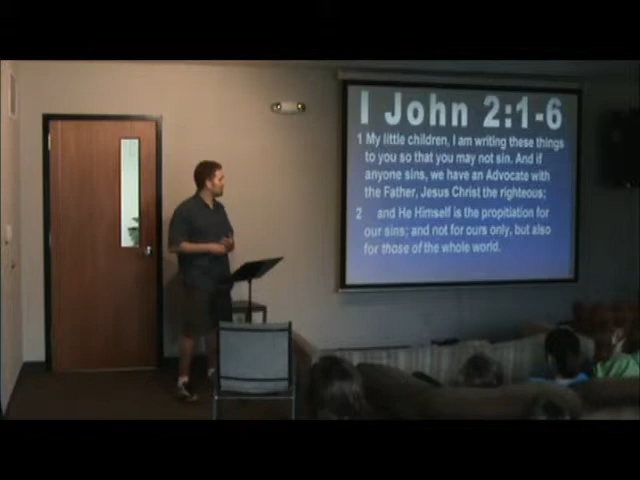 I John 2:1-6
1 My little children, I am writing these things
to you so that you may not sin. And if
anyone sins, we have an Advocate with
the Father, Jesus Christ the righteous;
2 and He Himself is the propitiation for
our sins; and not for ours only, but also
for those of the whole world.